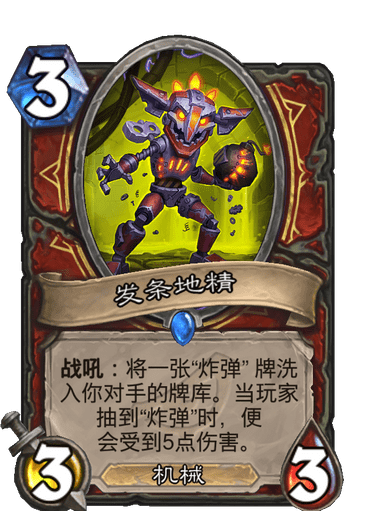 3
发条地精
战吼：将一张“炸弹” 牌洗
入你对手的牌库。当玩家
抽到“炸弹”时，便
会受到5点伤害。
3
机械
3